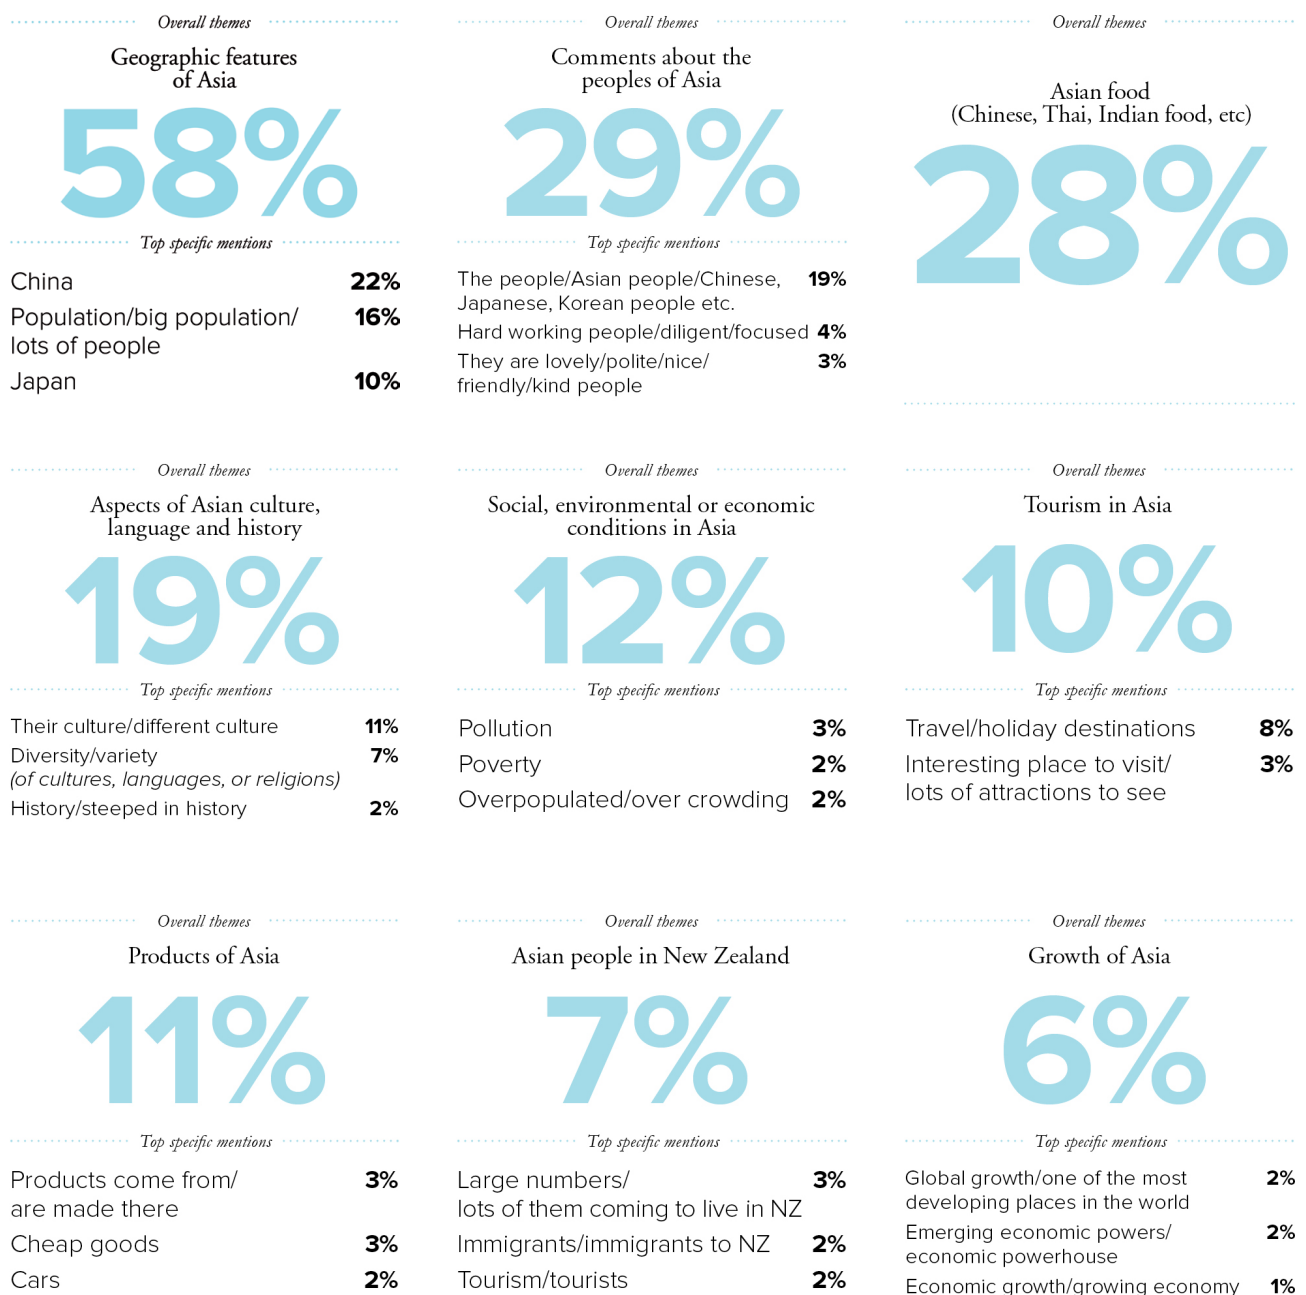 Overall themes
Geographic features
of Asia
58%
Top specific mentions
China 22%
Population/big population/ 16%
lots of people
Japan 10%
Overall themes
Comments about the
peoples of Asia
29%
Top specific mentions
The people/Asian people/Chinese, 19%
Japanese, Korean people etc.
Hard working people/diligent/focused 4%
They are lovely/polite/nice/ 3%
friendly/kind people
Overall themes
Asian food
(Chinese, Thai, Indian food, etc)
28%
Overall themes
Aspects of Asian culture,
language and history
19%
Top specific mentions
Their culture/different culture 11%
Diversity/variety 7%
(of cultures, languages, or religions)
History/steeped in history 2%
Overall themes
Social, environmental or economic
conditions in Asia
12%
Top specific mentions
Pollution 3%
Poverty 2%
Overpopulated/over crowding 2%
Overall themes
Tourism in Asia
10%
Top specific mentions
Travel/holiday destinations 8%
Interesting place to visit/ 3%
lots of attractions to see
Overall themes
Products of Asia
11%
Top specific mentions
Products come from/ 3%
are made there
Cheap goods 3%
Cars 2%
Overall themes
Asian people in New Zealand
7%
Top specific mentions
Large numbers/ 3%
lots of them coming to live in NZ
Immigrants/immigrants to NZ 2%
Tourism/tourists 2%
Overall themes
Growth of Asia
6%
Top specific mentions
Global growth/one of the most 2%
developing places in the world
Emerging economic powers/ 2%
economic powerhouse
Economic growth/growing economy 1%